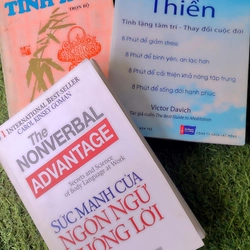 TRỌN BỘ
Thiền
Tĩnh lặng tâm trí - Thay đổi cuộc đời
8 Phút để giảm stress
8 Phút để bình yên, an lạc hơn
8 Phút để cải thiện khả năng tập trung
8 Phút để sống đời hạnh phúc
Victor Davich
#1 INTERNATIONAL BEST-SELLER
CAROL KINSEY GOMAN
The
NONVERBAL
ADVANTAGE
Secrets and Science
of Body Language at Work
SỨC MẠNH CỦA
NGÔN NGỮ